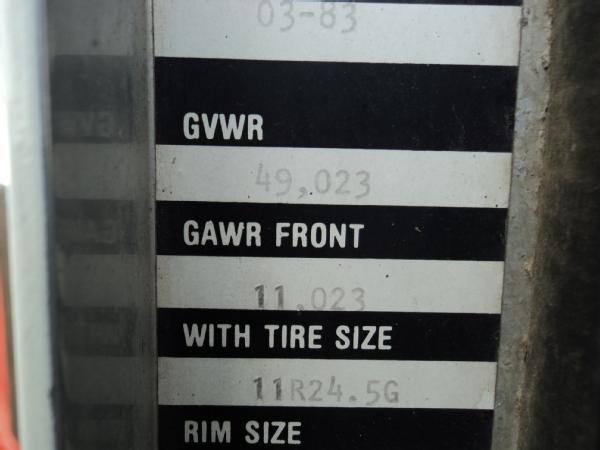 03-83
GVWR
49,023
GAWR FRONT
11,023
WITH TIRE SIZE
11R24.5G
RIM SIZE